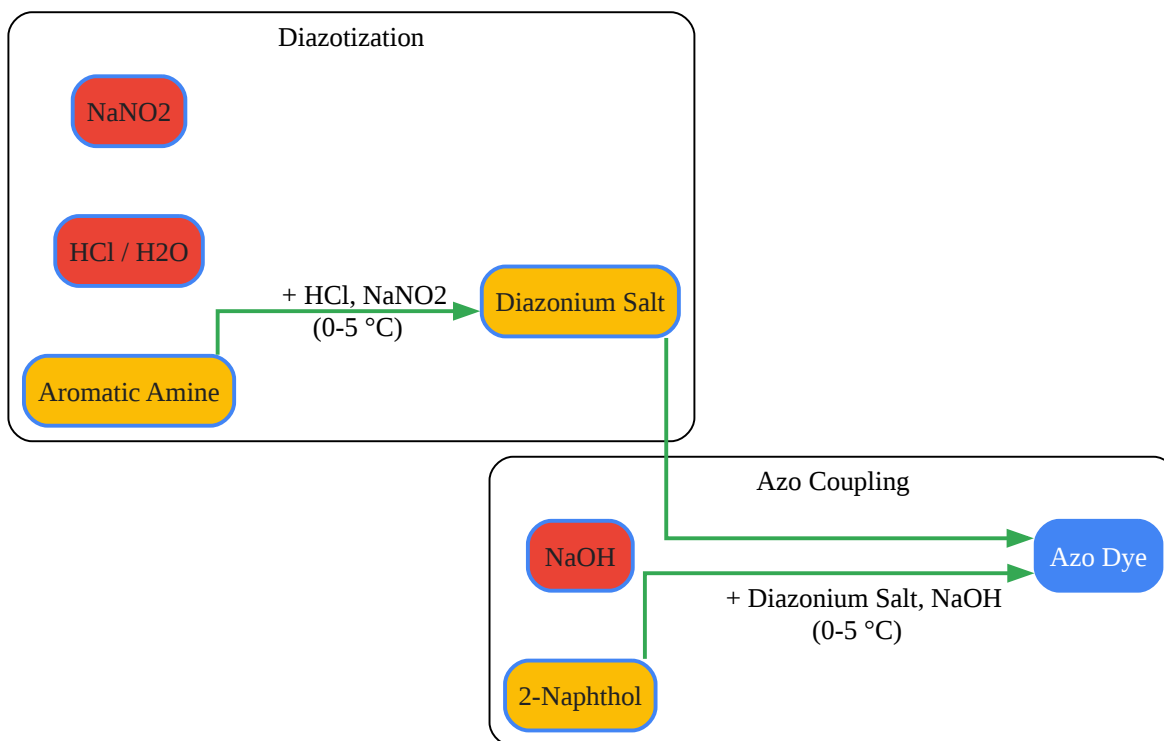 Diazotization
NaNO2
HCl / H2O
+ HCl, NaNO2
(0-5 °C)
Diazonium Salt
Aromatic Amine
Azo Coupling
NaOH
Azo Dye
+ Diazonium Salt, NaOH
(0-5 °C)
2-Naphthol